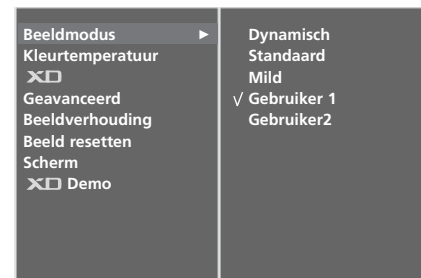 Beeldmodus ►
Kleurtemperatuur
XD
Geavanceerd
Beeldverhouding
Beeld resetten
Scherm
XD Demo
Dynamisch
Standaard
Mild
√ Gebruiker 1
Gebruiker2